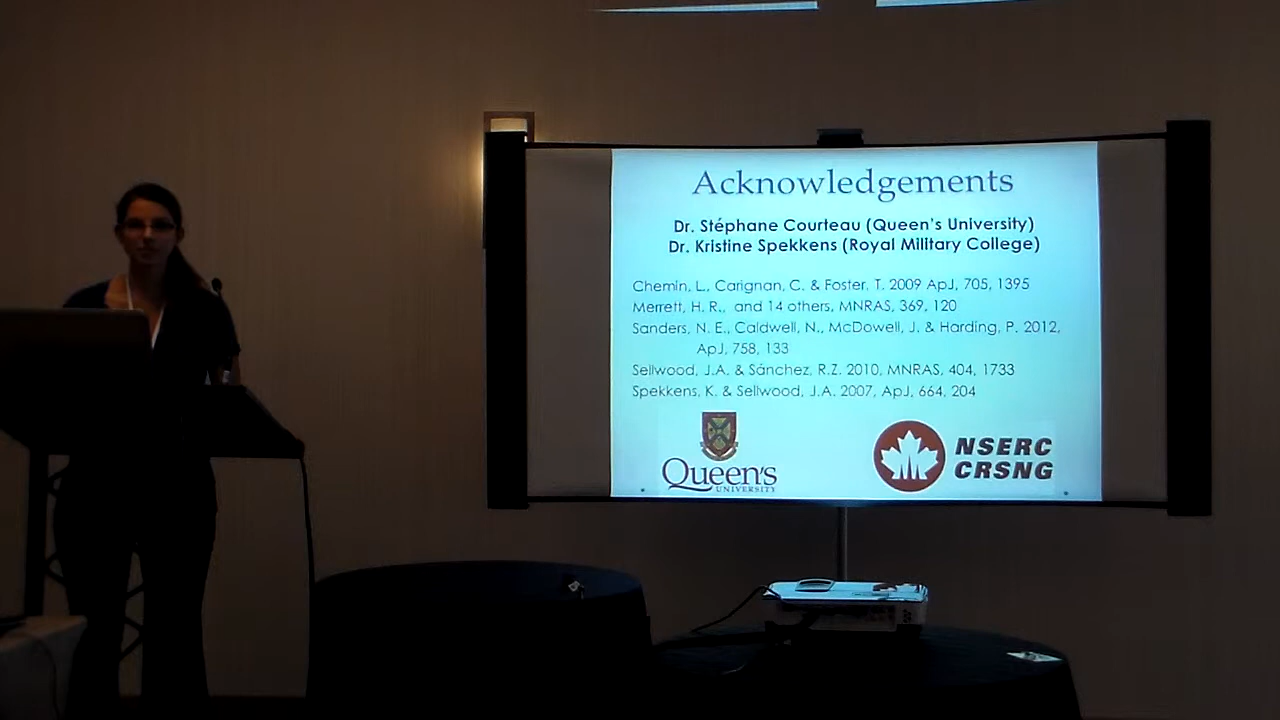 Acknowledgements
Dr. Stéphane Courteau (Queen's University)
Dr. Kristine Spekkens (Royal Military College)
Chemin, L., Carignan, C. & Foster, T. 2009 ApJ, 705, 1395
Merrett, H. R., and 14 others, MNRAS, 369, 120
Sanders, N. E., Caldwell, N., McDowell, J. & Harding, P. 2012,
ApJ, 758, 133
Sellwood, J.A. & Sánchez, R.Z. 2010, MNRAS, 404, 1733
Spekkens, K. & Sellwood, J.A. 2007, ApJ, 664, 204
Queen's
UNIVERSITY
NSERC
CRSNG